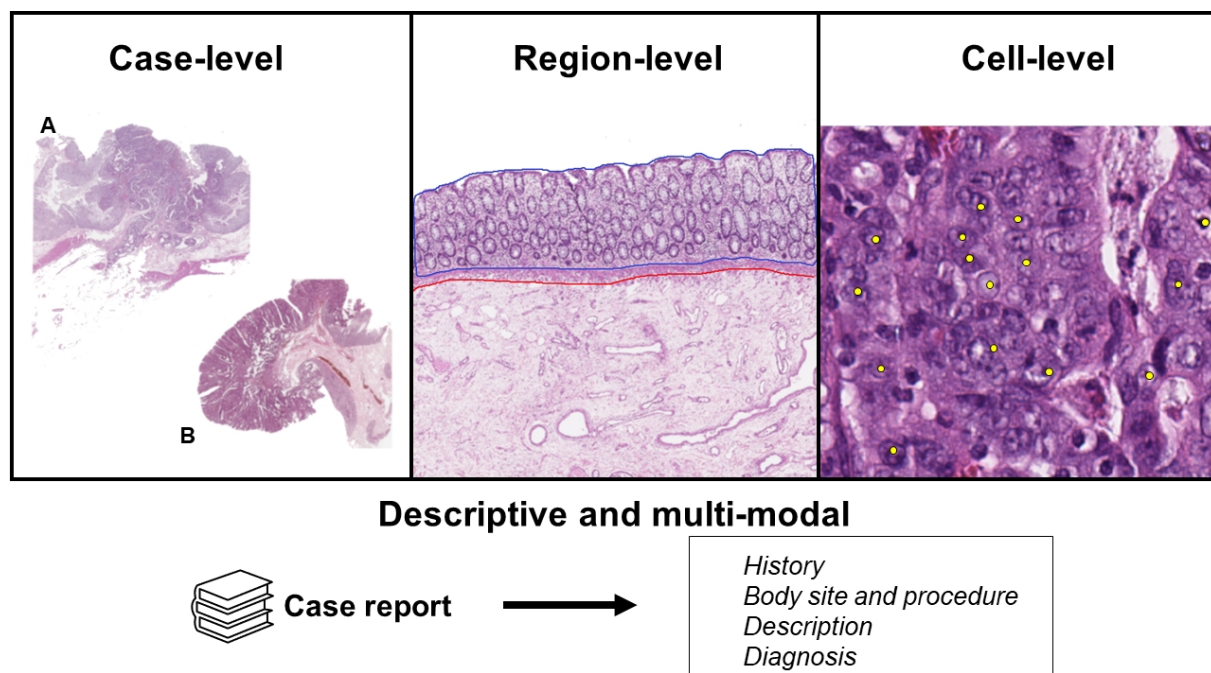 Case-level
Region-level
Cell-level
A
B
Descriptive and multi-modal
Case report
History
Body site and procedure
Description
Diagnosis